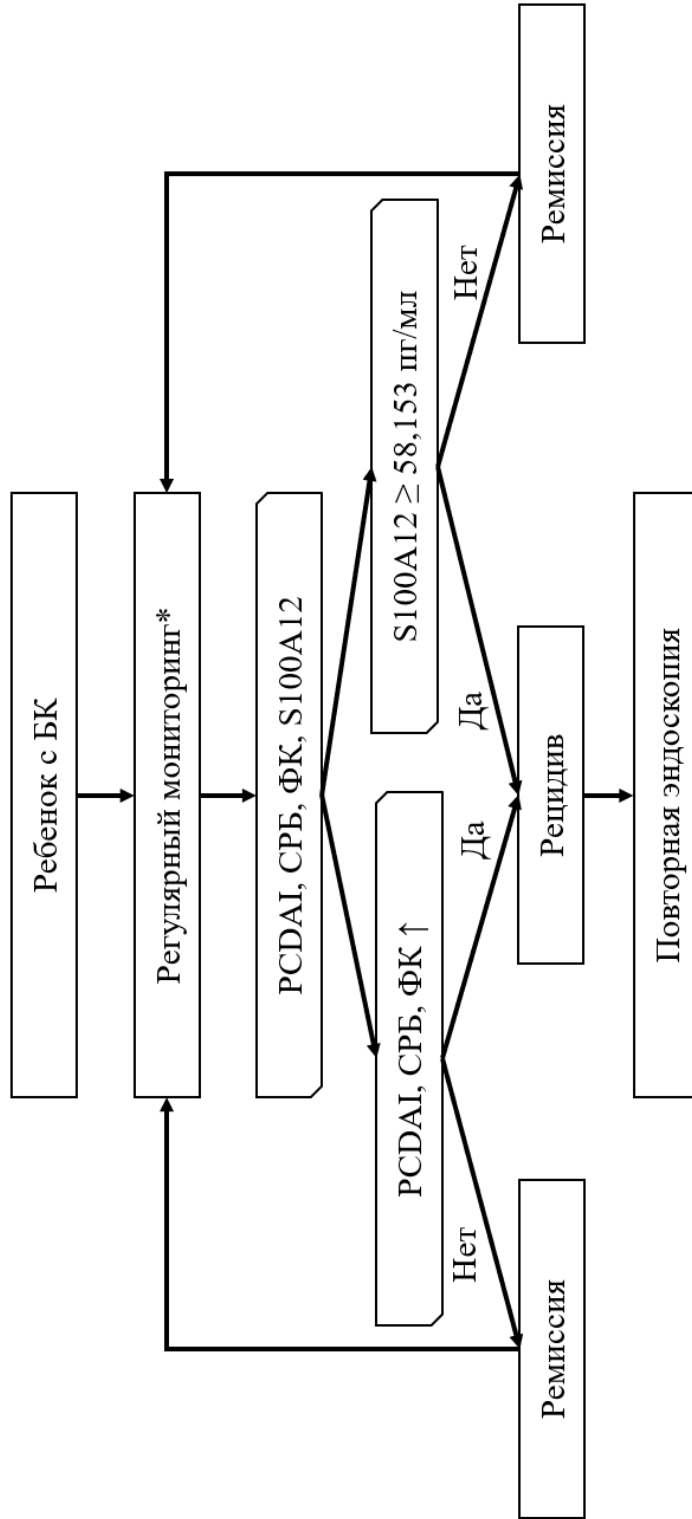 Ребенок с БК
Регулярный мониторинг*
PCDAI, СРБ, ФК, S100A12
PCDAI, СРБ, ФК ↑
S100A12 ≥ 58,153 пг/мл
Нет
Да
Да
Нет
Ремиссия
Рецидив
Ремиссия
Повторная эндоскопия